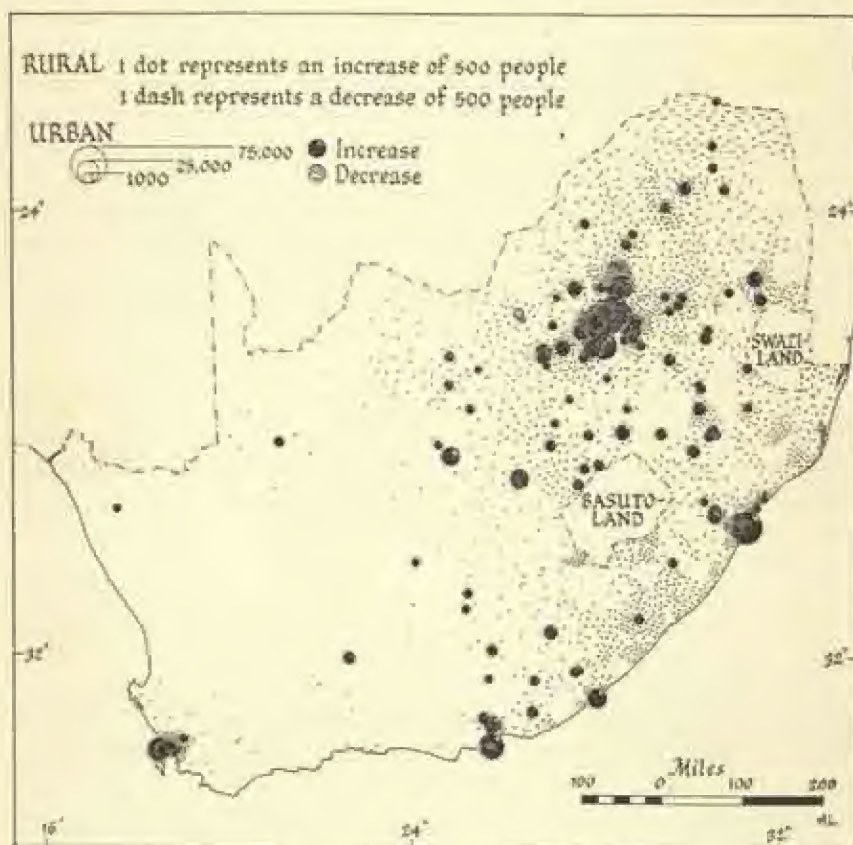 RURAL 1 dot represents an increase of 500 people
1 dash represents a decrease of 500 people
URBAN
75,000
25,000
1000
Increase
Decrease
24°
24°
SWAZI-
LAND
BASUTO-
LAND
32°
32°
Miles
100 0 100 200
16° 24° 32°